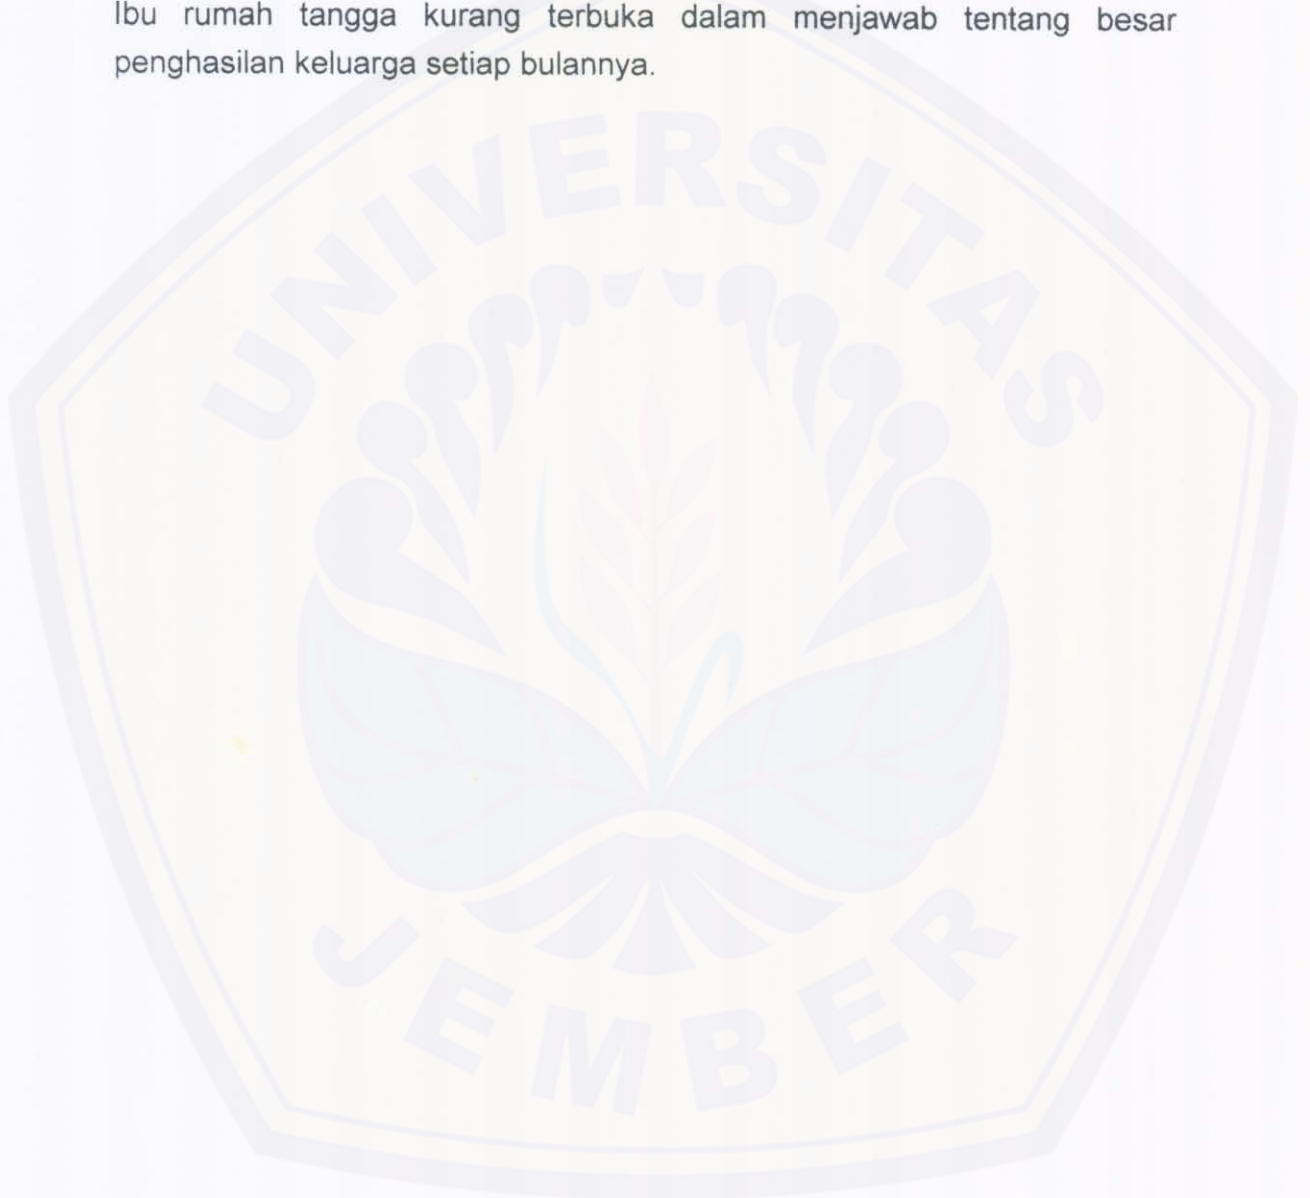 Ibu rumah tangga kurang terbuka dalam menjawab tentang besar
penghasilan keluarga setiap bulannya.
UNIVERSITAS
JEMBER